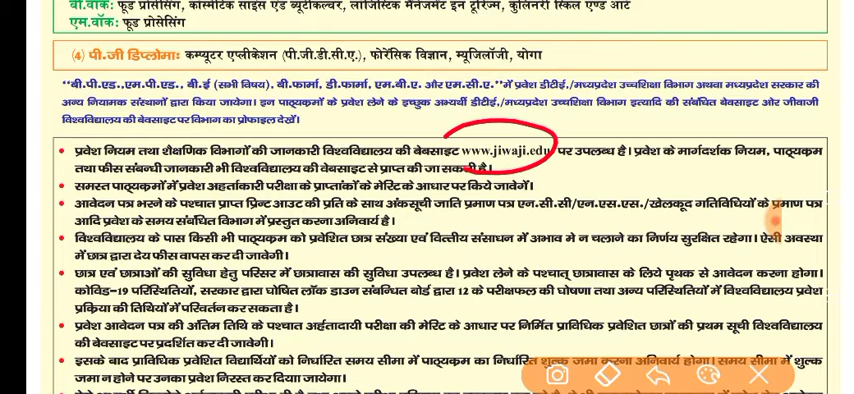 बी.वॉक: फूड प्रोसेसिंग, कॉस्मेटिक साइंस एंड ब्यूटीकल्चर, लॉजिस्टिक मैनेजमेंट इन टूरिज्म, कुलिनरी स्किल एण्ड आर्ट
एम.वॉक: फूड प्रोसेसिंग
(4) पी.जी डिप्लोमा: कम्प्यूटर एप्लीकेशन (पी.जी.डी.सी.ए.), फोरेंसिक विज्ञान, म्यूजिलॉजी, योगा
"बी.पी.एड.,एम.पी.एड., बी.ई (सभी विषय), बी.फार्मा, डी.फार्मा, एम.बी.ए. और एम.सी.ए." में प्रवेश डीटीई./मध्यप्रदेश उच्चशिक्षा विभाग अथवा मध्यप्रदेश सरकार की
अन्य नियामक संस्थानों द्वारा किया जायेगा। इन पाठ्यक्रमों के प्रवेश लेने के इच्छुक अभ्यर्थी डीटीई./मध्यप्रदेश उच्चशिक्षा विभाग इत्यादि की संबंधित बेवसाइट ओर जीवाजी
विश्वविद्यालय की बेवसाइट पर विभाग का प्रोफाइल देखें।
• प्रवेश नियम तथा शैक्षणिक विभागों की जानकारी विश्वविद्यालय की बेबसाइट www.jiwaji.edu पर उपलब्ध है। प्रवेश के मार्गदर्शक नियम, पाठ्यक्रम
तथा फीस संबन्धी जानकारी भी विश्वविद्यालय की वेबसाइट से प्राप्त की जा सकती है।
• समस्त पाठ्यक्रमों में प्रवेश अहर्ताकारी परीक्षा के प्राप्तांकों के मेरिट के आधार पर किये जावेगें।
• आवेदन पत्र भरने के पश्चात प्राप्त प्रिन्ट आउट की प्रति के साथ अंकसूची जाति प्रमाण पत्र एन.सी.सी/एन.एस.एस./खेलकूद गतिविधियों के प्रमाण पत्र
आदि प्रवेश के समय संबंधित विभाग में प्रस्तुत करना अनिवार्य है।
• विश्वविद्यालय के पास किसी भी पाठ्यक्रम को प्रवेशित छात्र संख्या एवं वित्तीय संसाधन में अभाव मे न चलाने का निर्णय सुरक्षित रहेगा। ऐसी अवस्था
में छात्र द्वारा देय फीस वापस कर दी जावेगी।
• छात्र एवं छात्राओं की सुविधा हेतु परिसर में छात्रावास की सुविधा उपलब्ध है। प्रवेश लेने के पश्चात् छात्रावास के लिये पृथक से आवेदन करना होगा।
कोविड-19 परिस्थितियों, सरकार द्वारा घोषित लॉक डाउन संबन्धित बोर्ड द्वारा 12 के परीक्षफल की घोषणा तथा अन्य परिस्थितियों में विश्वविद्यालय प्रवेश
प्रक्रिया की तिथियों में परिवर्तन कर सकता है।
• प्रवेश आवेदन पत्र की अंतिम तिथि के पश्चात अर्हतादायी परीक्षा की मेरिट के आधार पर निर्मित प्राविधिक प्रवेशित छात्रों की प्रथम सूची विश्वविद्यालय
की बेवसाइट पर प्रदर्शित कर दी जावेगी।
• इसके बाद प्राविधिक प्रवेशित विद्यार्थियों को निर्धारित समय सीमा में पाठ्यक्रम का निर्धारित शुल्क जमा करना अनिवार्य होगा। समय सीमा में शुल्क
जमा न होने पर उनका प्रवेश निरस्त कर दियाा जायेगा।